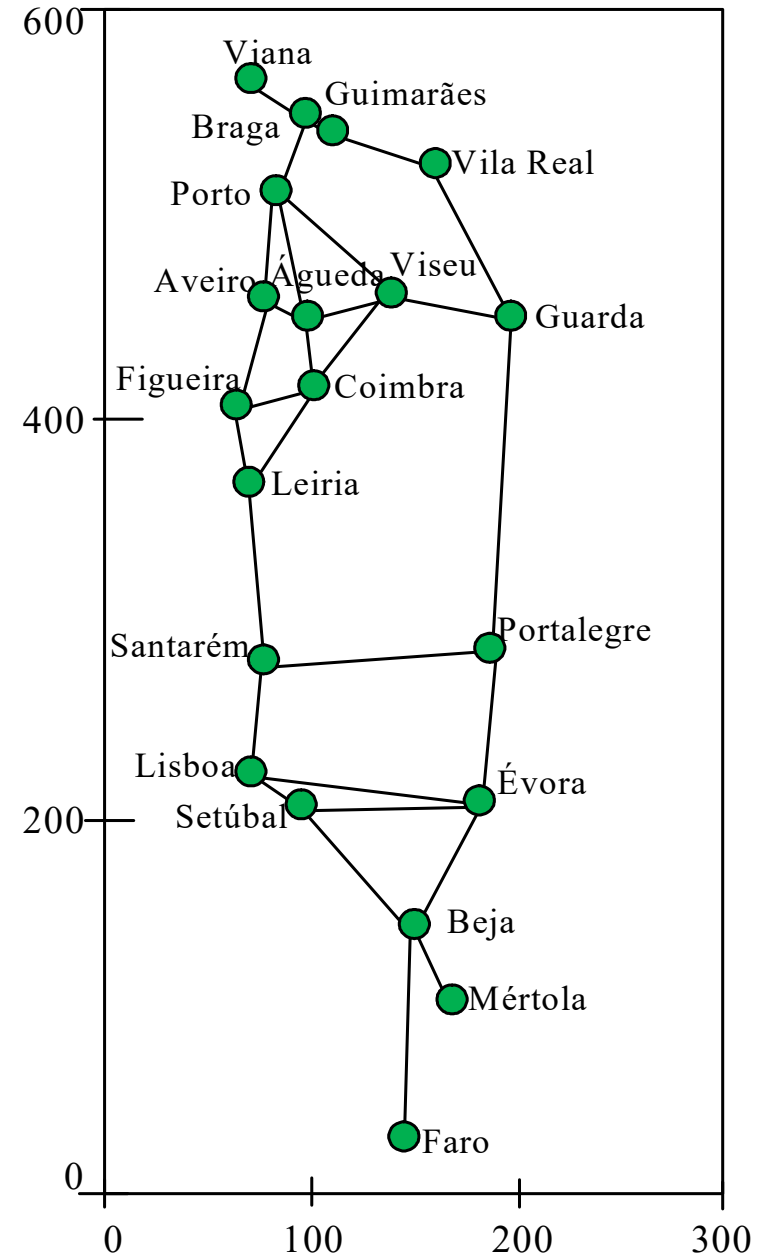 600
Viana
Guimarães
Braga
Vila Real
Porto
Viseu
Aveiro
Águeda
Guarda
Figueira
Coimbra
400
Leiria
Portalegre
Santarém
Lisboa
Évora
Setúbal
200
Beja
Mértola
Faro
0
0 100 200 300